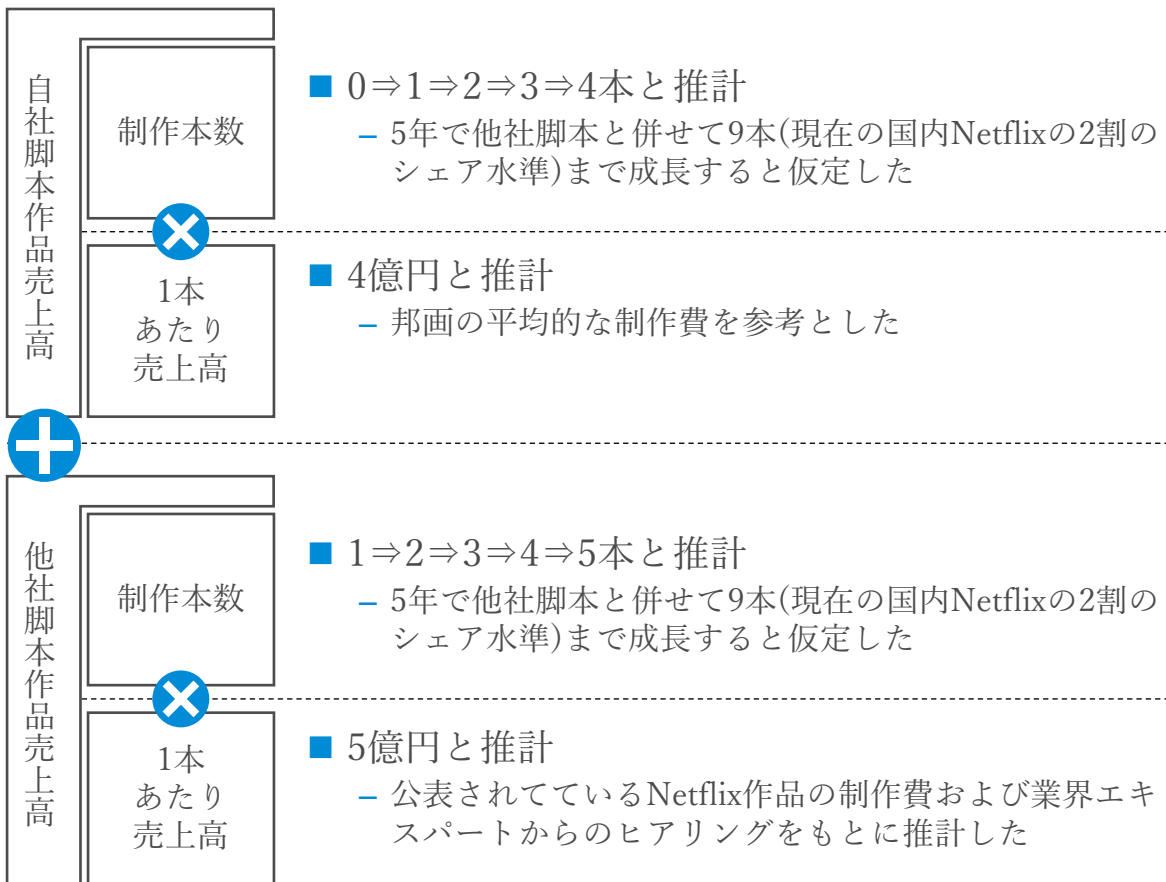 自社脚本作品売上高
制作本数
■ 0⇒1⇒2⇒3⇒4本と推計
– 5年で他社脚本と併せて9本(現在の国内Netflixの2割の
シェア水準)まで成長すると仮定した
1本
あたり
売上高
■ 4億円と推計
– 邦画の平均的な制作費を参考とした
他社脚本作品売上高
制作本数
■ 1⇒2⇒3⇒4⇒5本と推計
– 5年で他社脚本と併せて9本(現在の国内Netflixの2割の
シェア水準)まで成長すると仮定した
1本
あたり
売上高
■ 5億円と推計
– 公表されてているNetflix作品の制作費および業界エキ
スパートからのヒアリングをもとに推計した